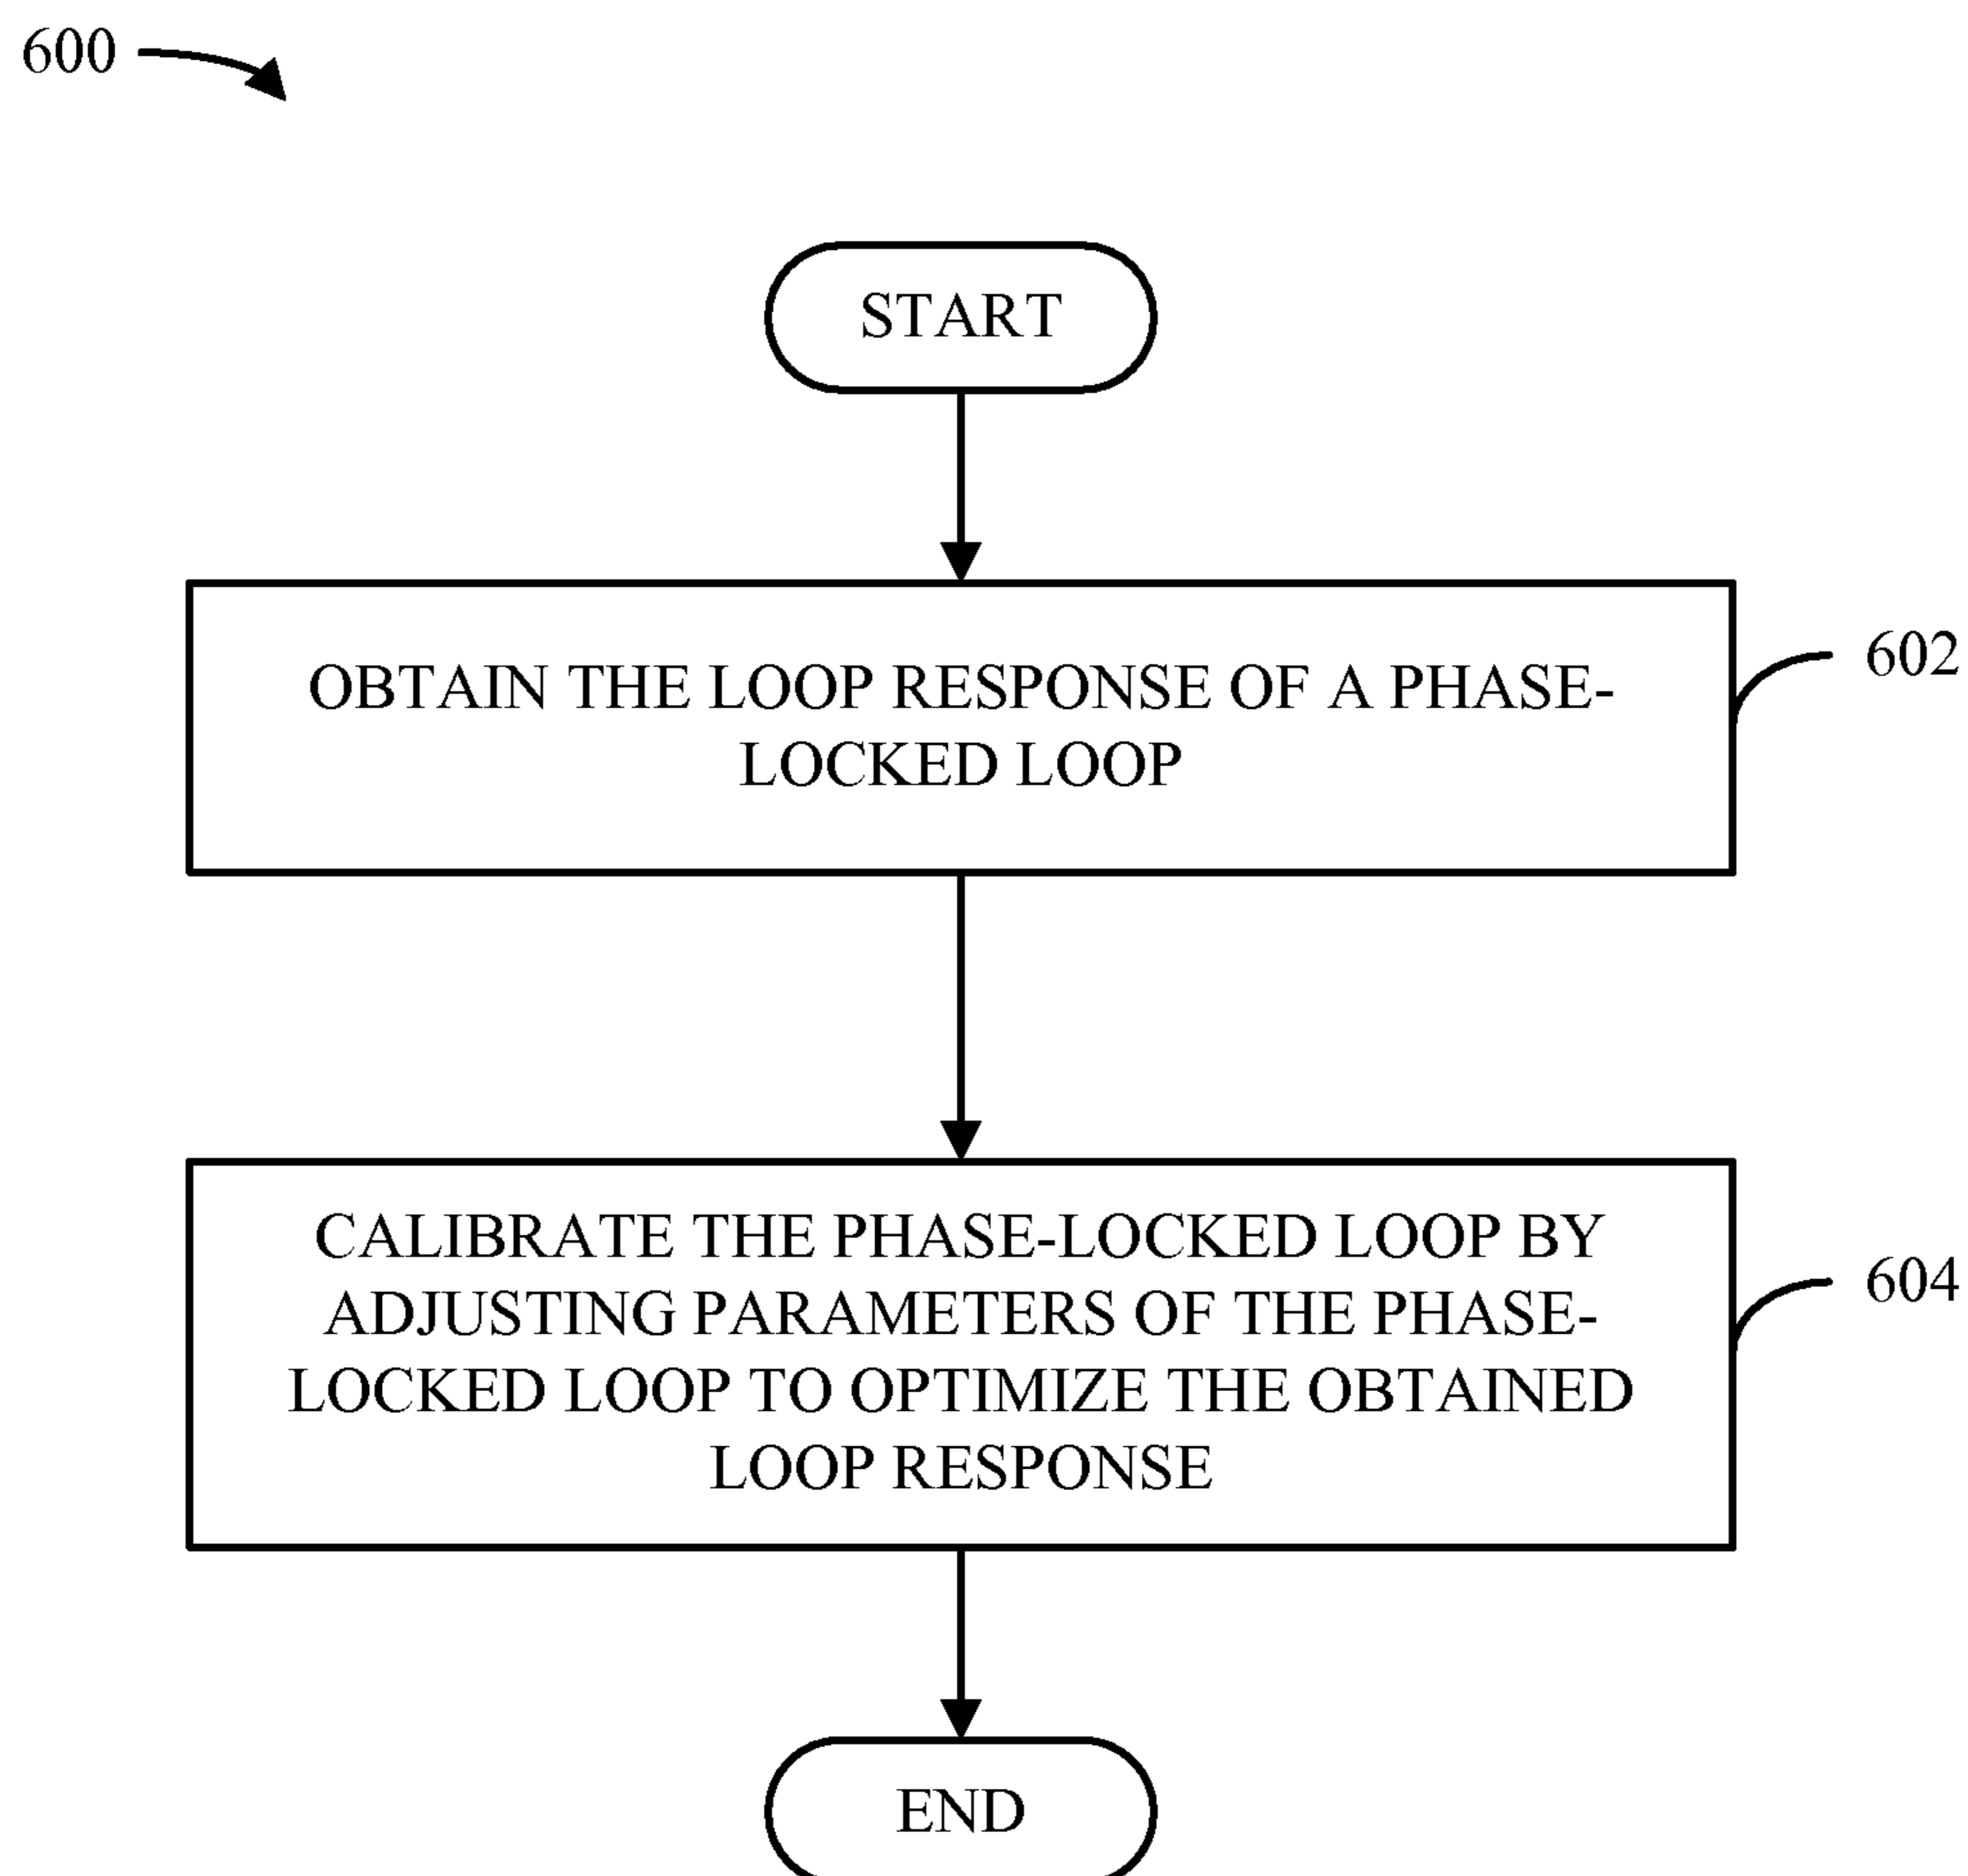 600
START
OBTAIN THE LOOP RESPONSE OF A PHASE-
LOCKED LOOP
602
CALIBRATE THE PHASE-LOCKED LOOP BY
ADJUSTING PARAMETERS OF THE PHASE-
LOCKED LOOP TO OPTIMIZE THE OBTAINED
LOOP RESPONSE
604
END